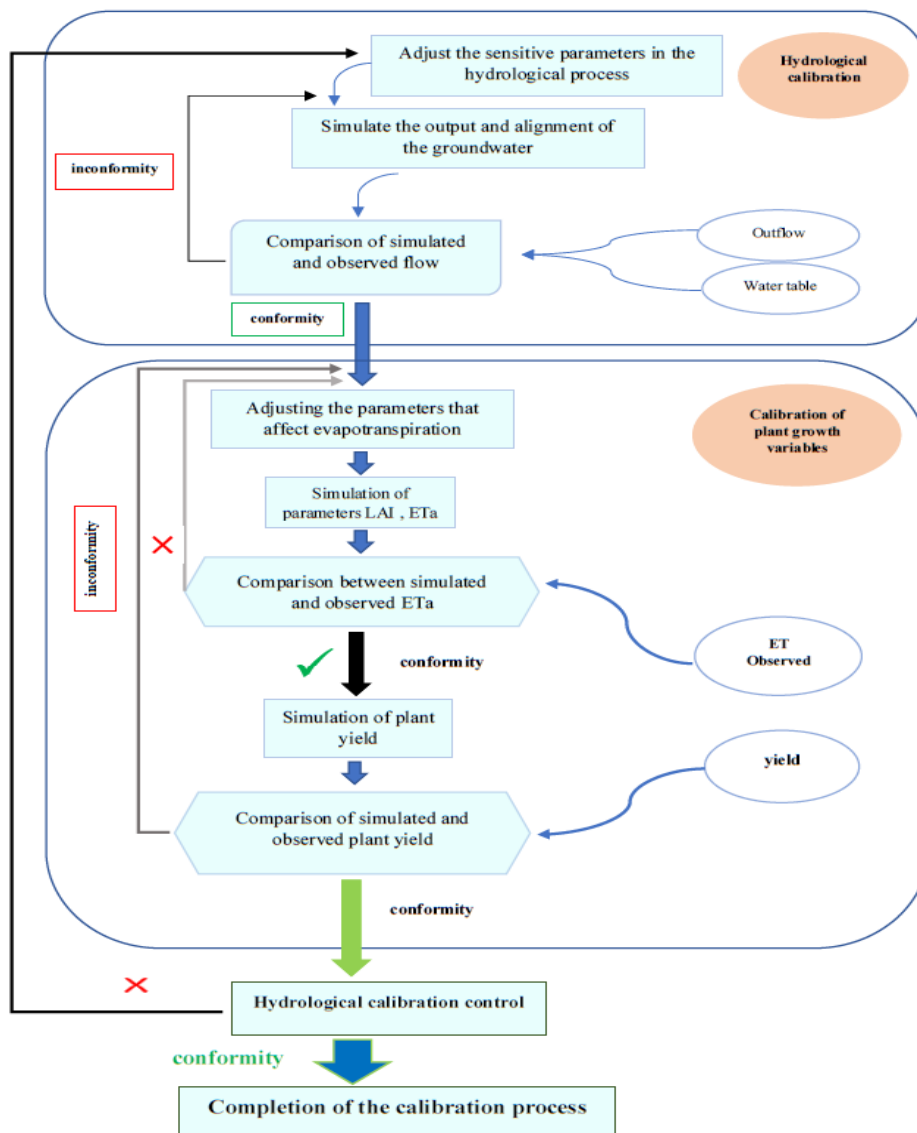 Adjust the sensitive parameters in the
hydrological process
Hydrological
calibration
Simulate the output and alignment of
the groundwater
inconformity
Comparison of simulated
and observed flow
Outflow
Water table
conformity
Adjusting the parameters that
affect evapotranspiration
Calibration of
plant growth
variables
Simulation of
parameters LAI , ETa
inconformity
Comparison between simulated
and observed ETa
conformity
ET
Observed
Simulation of plant
yield
yield
Comparison of simulated and
observed plant yield
conformity
Hydrological calibration control
conformity
Completion of the calibration process